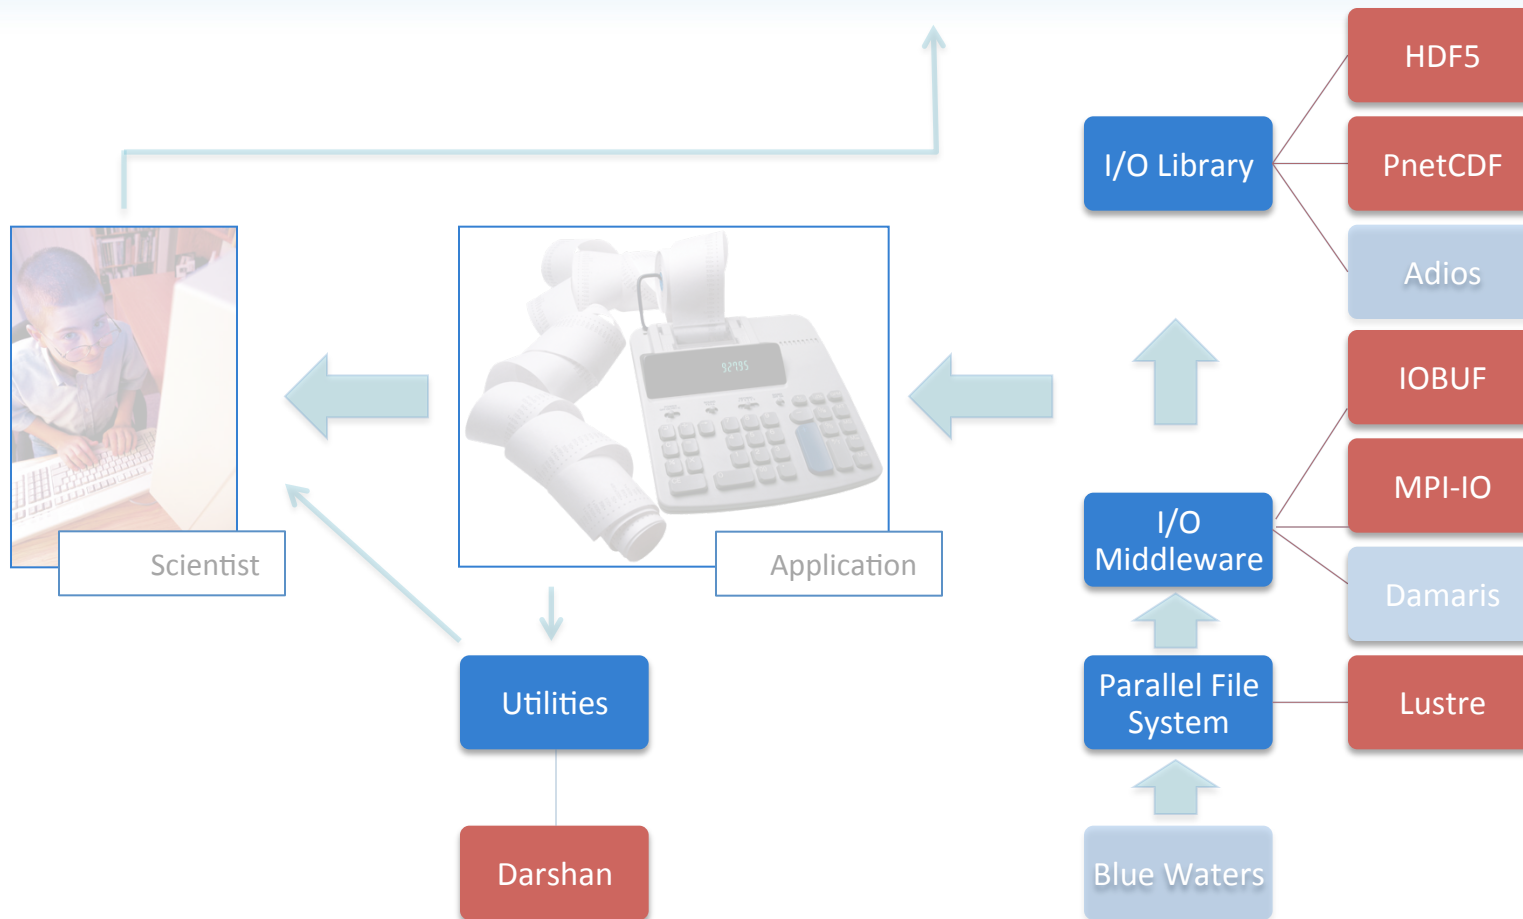 HDF5
I/O Library
PnetCDF
Adios
IOBUF
MPI-IO
I/O
Middleware
Damaris
Scientist
Application
Utilities
Parallel File
System
Lustre
Darshan
Blue Waters